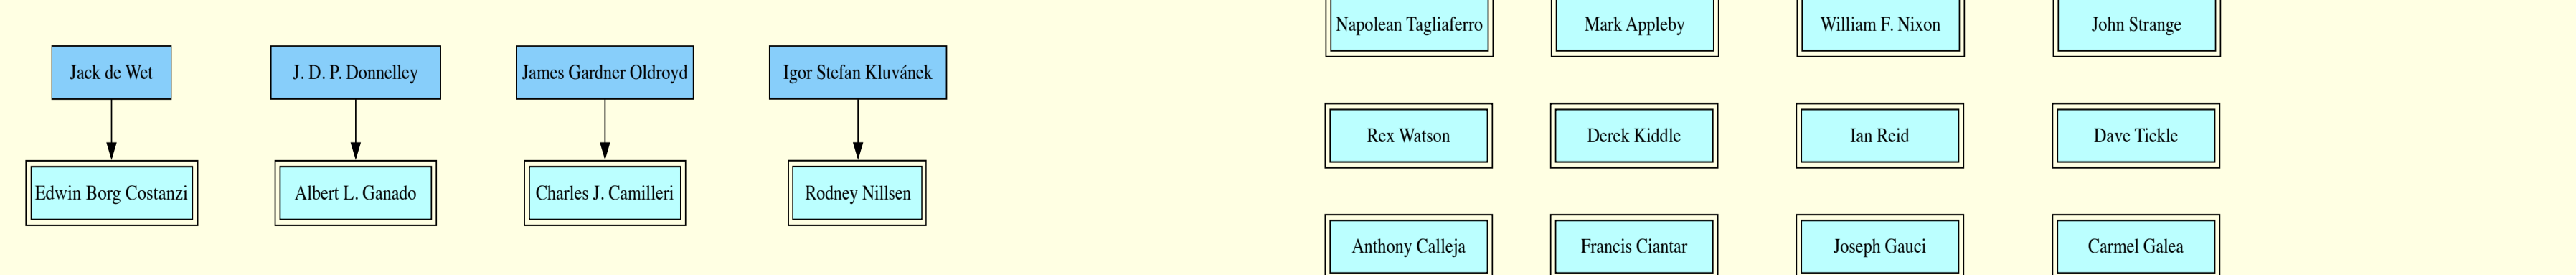 Napolean Tagliaferro
Mark Appleby
William F. Nixon
John Strange
Jack de Wet
J. D. P. Donnelley
James Gardner Oldroyd
Igor Stefan Kluvánek
Rex Watson
Derek Kiddle
Ian Reid
Dave Tickle
Edwin Borg Costanzi
Albert L. Ganado
Charles J. Camilleri
Rodney Nillsen
Anthony Calleja
Francis Ciantar
Joseph Gauci
Carmel Galea